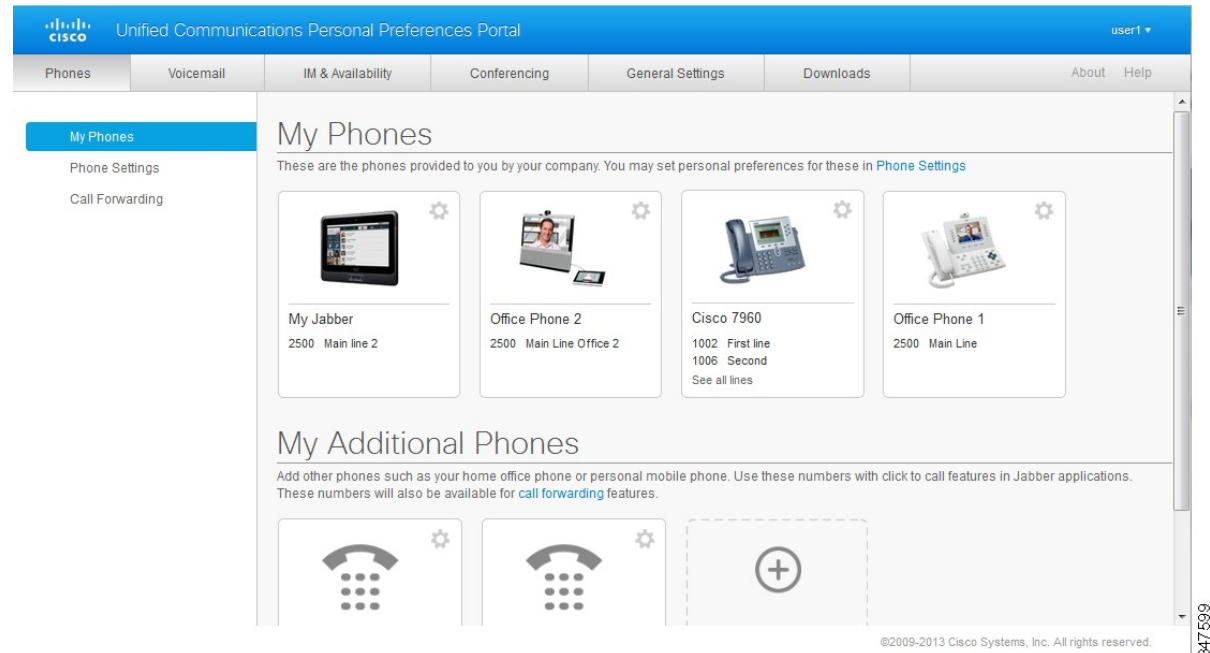 cisco Unified Communications Personal Preferences Portal user1
Phones Voicemail IM & Availability Conferencing General Settings Downloads About Help
My Phones
Phone Settings
Call Forwarding
My Phones
These are the phones provided to you by your company. You may set personal preferences for these in Phone Settings
My Jabber
2500 Main line 2
Office Phone 2
2500 Main Line Office 2
Cisco 7960
1002 First line
1006 Second
See all lines
Office Phone 1
2500 Main Line
My Additional Phones
Add other phones such as your home office phone or personal mobile phone. Use these numbers with click to call features in Jabber applications.
These numbers will also be available for call forwarding features.
©2009-2013 Cisco Systems, Inc. All rights reserved.
347599